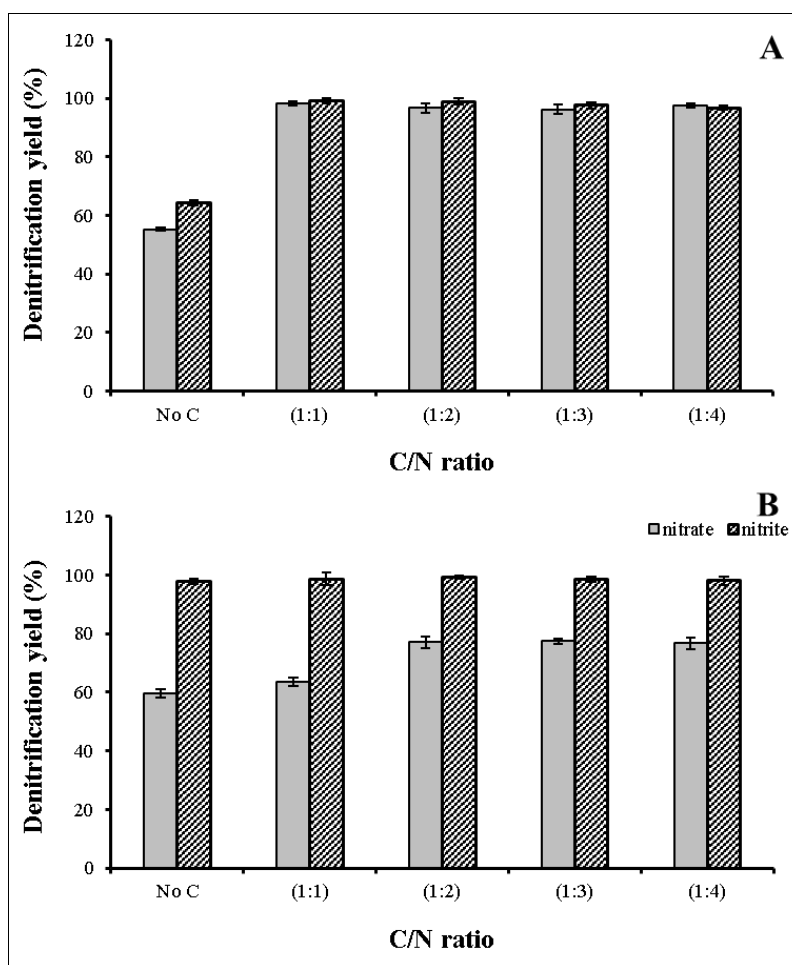 A
Denitrification yield (%)
120
100
80
60
40
20
0
No C (1:1) (1:2) (1:3) (1:4)
C/N ratio
B
nitrate nitrite
Denitrification yield (%)
120
100
80
60
40
20
0
No C (1:1) (1:2) (1:3) (1:4)
C/N ratio